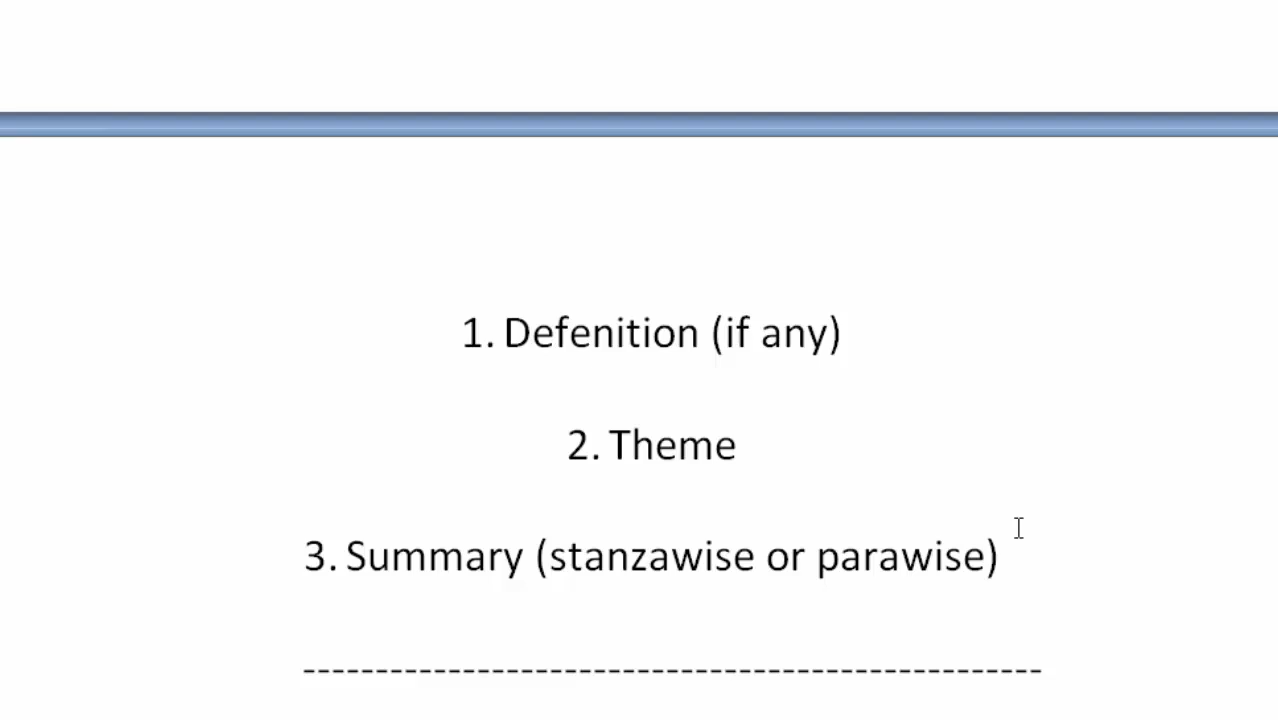 1. Defenition (if any)
2. Theme
3. Summary (stanzawise or parawise)
---------------------------------------------------